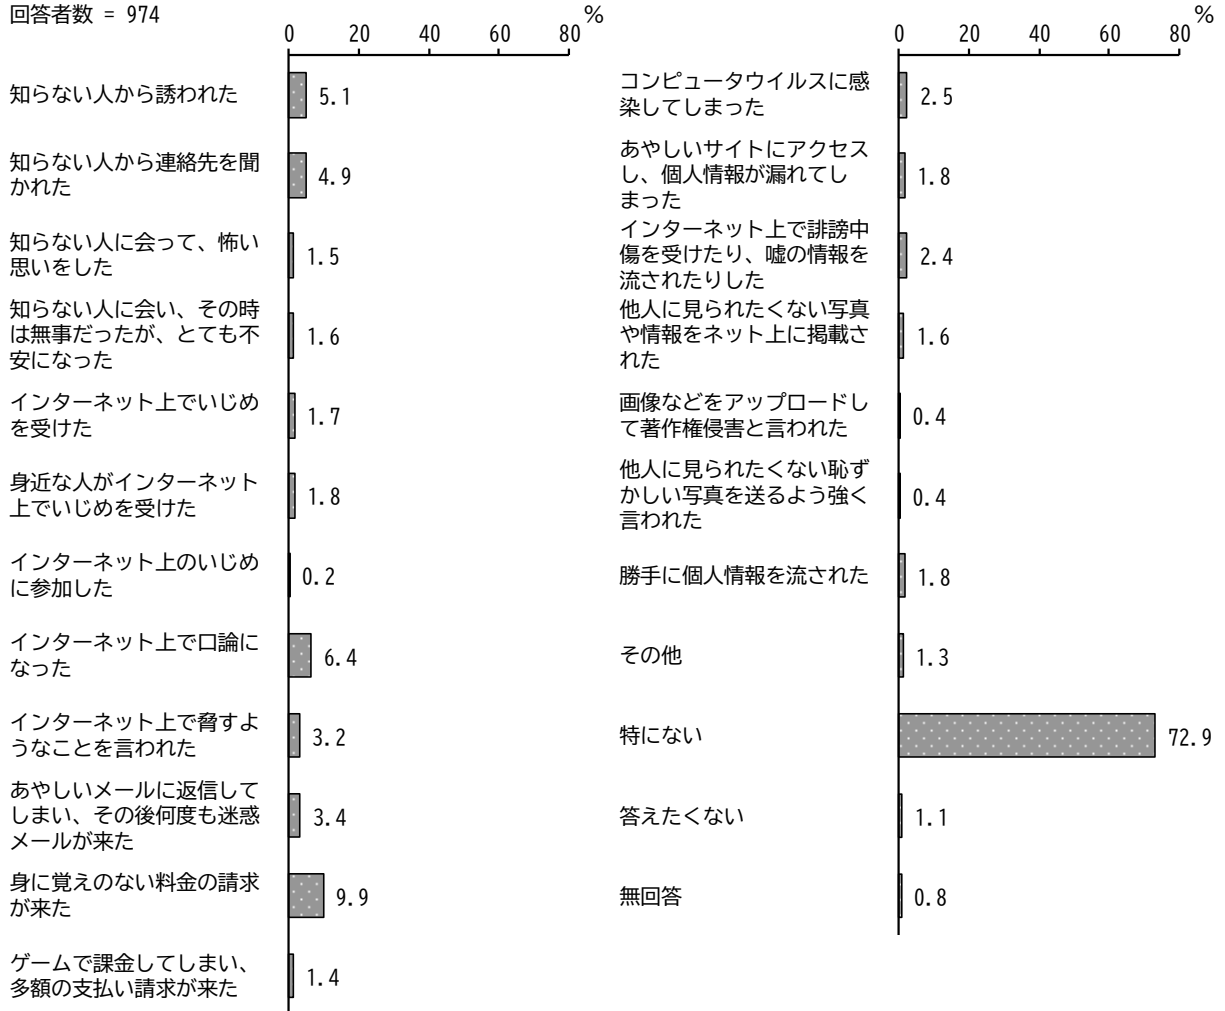 回答者数 = 974
%
0 20 40 60 80
知らない人から誘われた
5.1
知らない人から連絡先を聞
かれた
4.9
知らない人に会って、怖い
思いをした
1.5
知らない人に会い、その時
は無事だったが、とても不
安になった
1.6
インターネット上でいじめ
を受けた
1.7
身近な人がインターネット
上でいじめを受けた
1.8
インターネット上のいじめ
に参加した
0.2
インターネット上で口論に
なった
6.4
インターネット上で脅すよ
うなことを言われた
3.2
あやしいメールに返信して
しまい、その後何度も迷惑
メールが来た
3.4
身に覚えのない料金の請求
が来た
9.9
ゲームで課金してしまい、
多額の支払い請求が来た
1.4
%
0 20 40 60 80
コンピュータウイルスに感
染してしまった
2.5
あやしいサイトにアクセス
し、個人情報が漏れてし
まった
1.8
インターネット上で誹謗中
傷を受けたり、嘘の情報を
流されたりした
2.4
他人に見られたくない写真
や情報をネット上に掲載さ
れた
1.6
画像などをアップロードし
て著作権侵害と言われた
0.4
他人に見られたくない恥ず
かしい写真を送るよう強く
言われた
0.4
勝手に個人情報を流された
1.8
その他
1.3
特にない
72.9
答えたくない
1.1
無回答
0.8